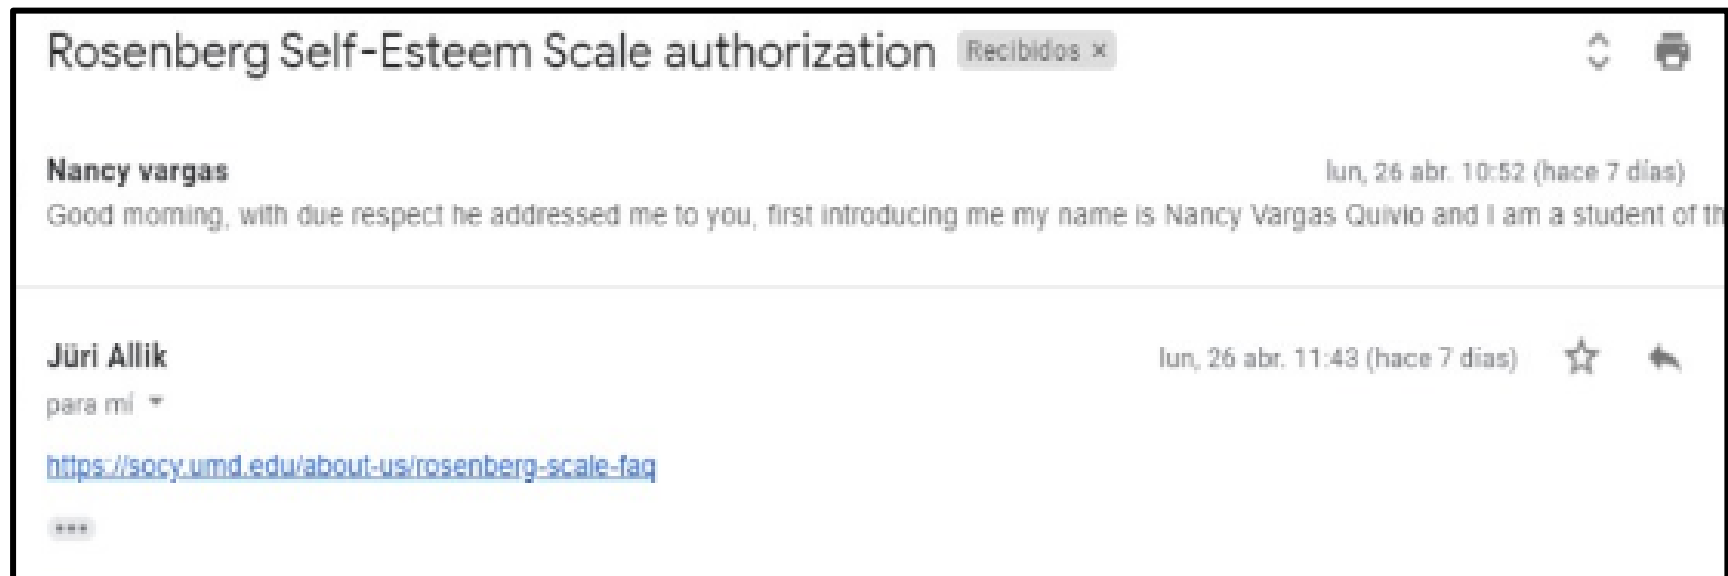 Rosenberg Self-Esteem Scale authorization Recibidos ×
Nancy vargas lun, 26 abr. 10:52 (hace 7 días)
Good morning, with due respect he addressed me to you, first introducing me my name is Nancy Vargas Quivio and I am a student of th
Jüri Allik lun, 26 abr. 11:43 (hace 7 días)
para mí
https://socy.umd.edu/about-us/rosenberg-scale-faq